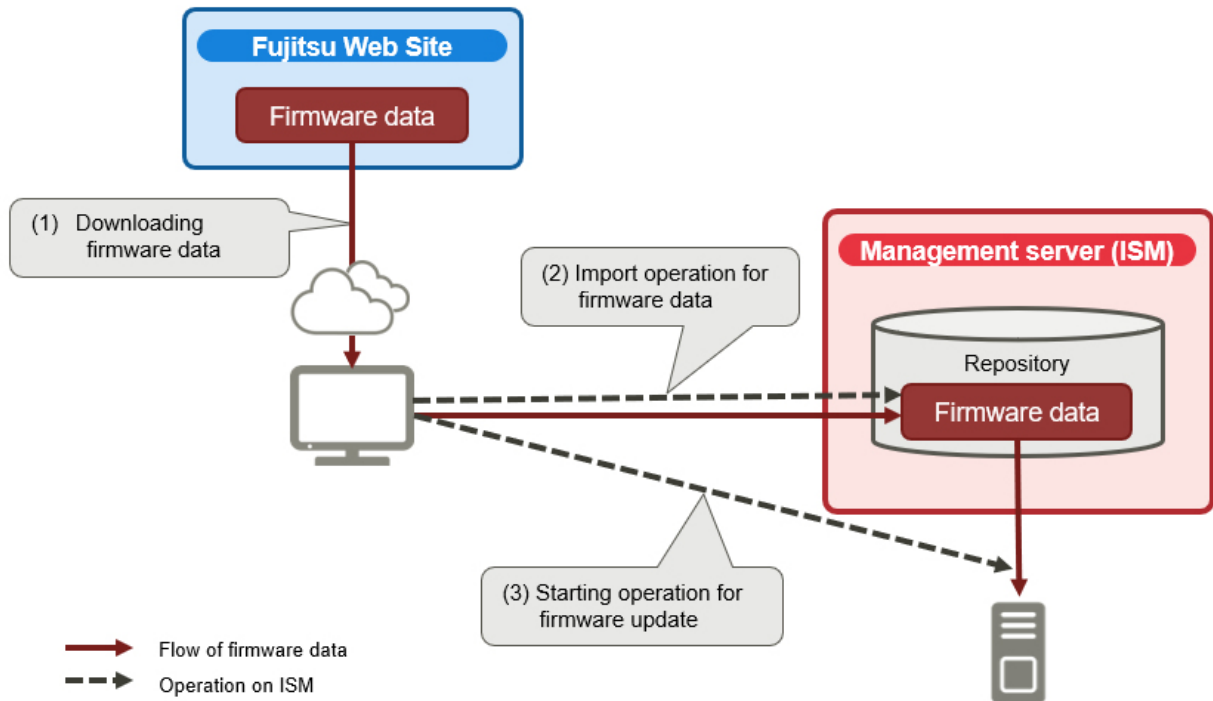 Fujitsu Web Site
Firmware data
(1) Downloading
firmware data
Management server (ISM)
(2) Import operation for
firmware data
Repository
Firmware data
(3) Starting operation for
firmware update
Flow of firmware data
Operation on ISM